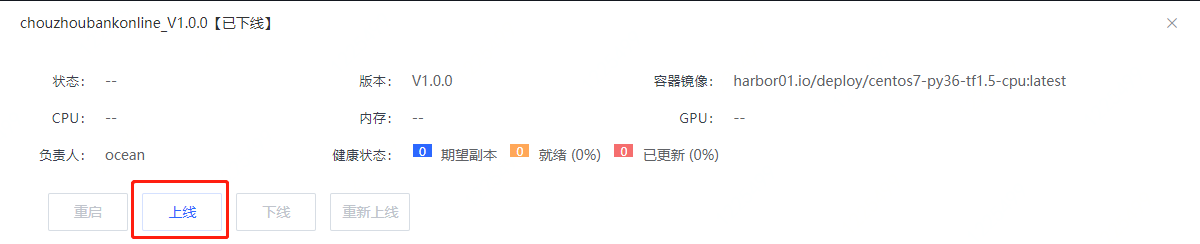 chouzhoubankonline_V1.0.0【已下线】
状态： -- 版本： V1.0.0 容器镜像： harbor01.io/deploy/centos7-py36-tf1.5-cpu:latest
CPU： -- 内存： -- GPU： --
负责人： ocean 健康状态： 0 期望副本 0 就绪 (0%) 0 已更新 (0%)
重启 上线 下线 重新上线